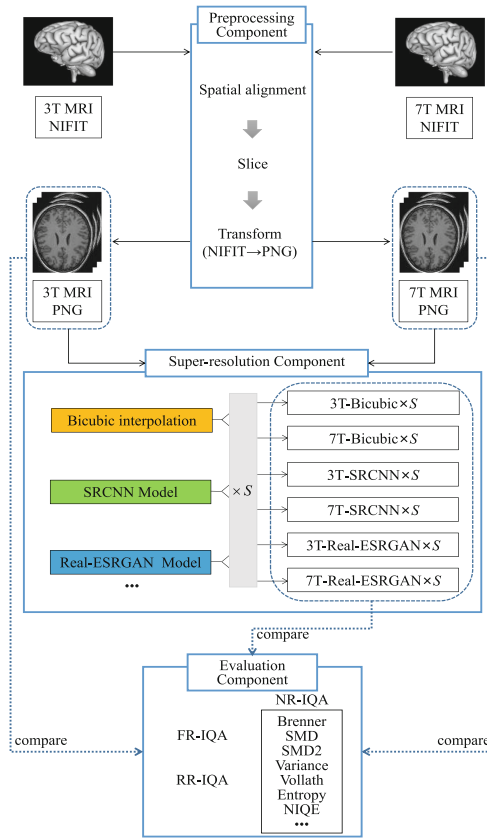 Preprocessing
Component
3T MRI
NIFIT
7T MRI
NIFIT
Spatial alignment
Slice
Transform
(NIFIT→PNG)
3T MRI
PNG
7T MRI
PNG
Super-resolution Component
Bicubic interpolation
SRCNN Model
Real-ESRGAN Model
•••
×S
3T-Bicubic×S
7T-Bicubic×S
3T-SRCNN×S
7T-SRCNN×S
3T-Real-ESRGAN×S
7T-Real-ESRGAN×S
compare
Evaluation
Component
compare
compare
FR-IQA
RR-IQA
NR-IQA
Brenner
SMD
SMD2
Variance
Vollath
Entropy
NIQE
•••